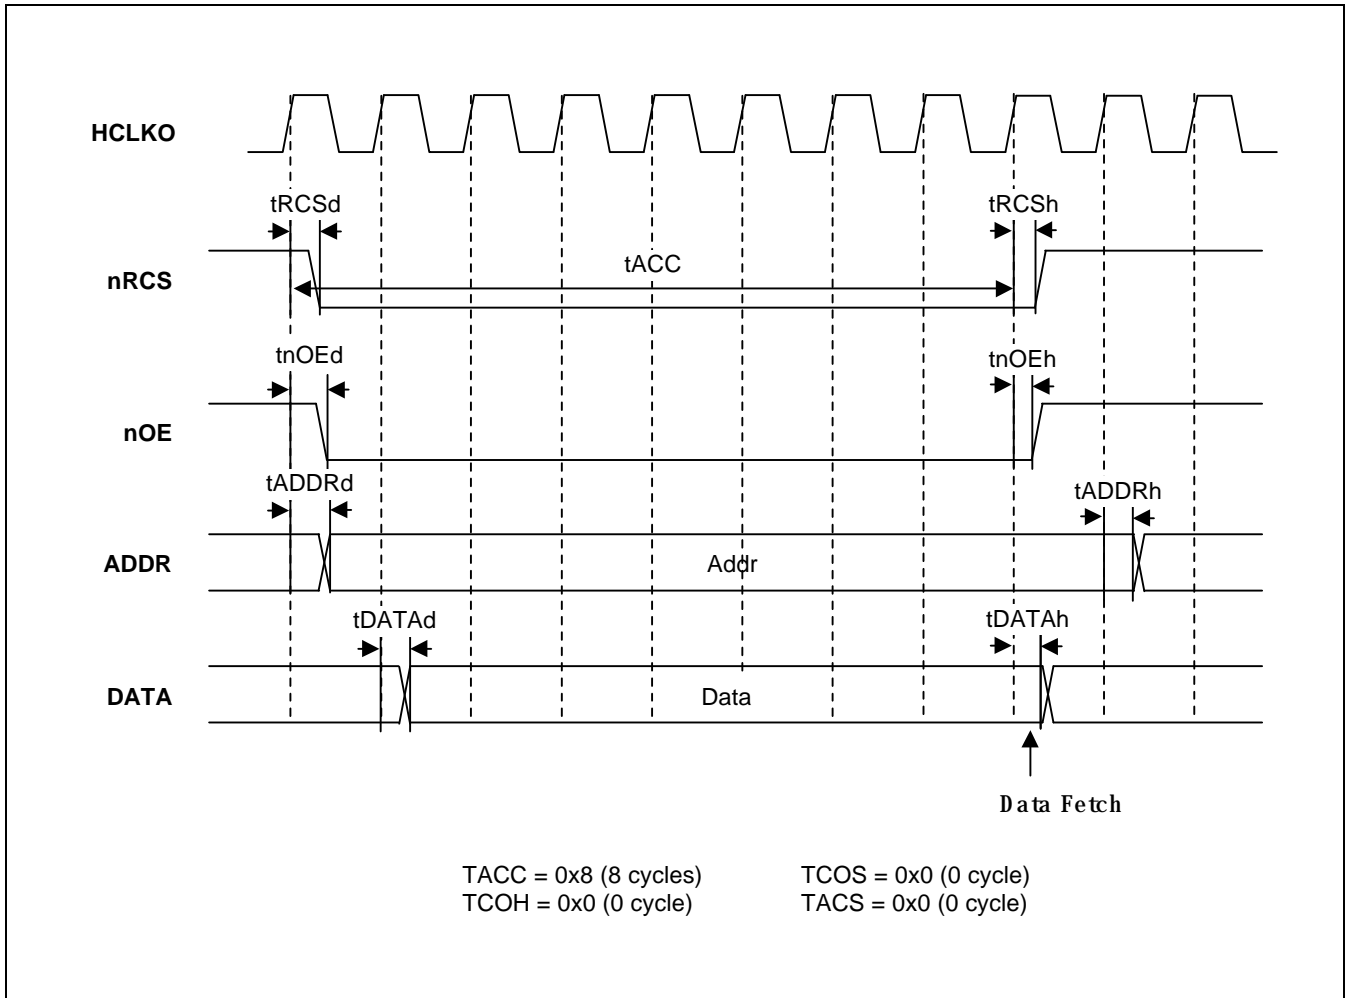 HCLKO
tRCSd
tRCSh
nRCS
tACC
tnOEd
tnOEh
nOE
tADDRd
tADDRh
ADDR
Addr
tDATAd
tDATAh
DATA
Data
Data Fetch
TACC = 0x8 (8 cycles)
TCOS = 0x0 (0 cycle)
TCOH = 0x0 (0 cycle)
TACS = 0x0 (0 cycle)